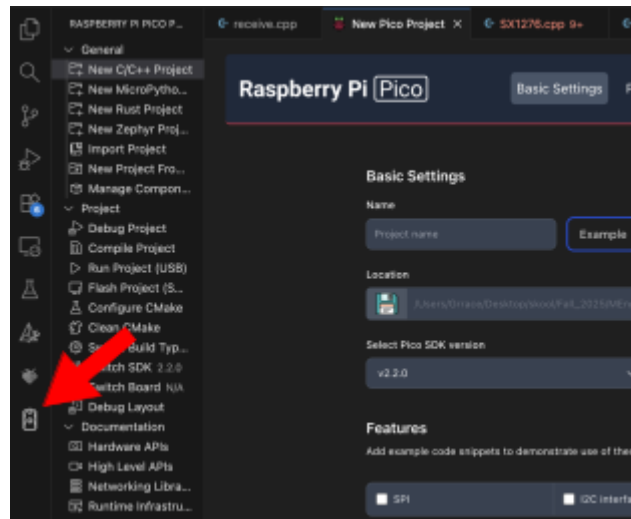 RASPBERRY PI PICO P...
receive.cpp
New Pico Project
SX1276.cpp 9+
General
New C/C++ Project
New MicroPytho...
New Rust Project
New Zephyr Proj...
Import Project
New Project Fro...
Manage Compon...
Project
Debug Project
Compile Project
Run Project (USB)
Flash Project (S...
Configure CMake
Clean CMake
Build Typ...
SDK 2.2.0
Switch Board N/A
Debug Layout
Documentation
Hardware APIs
High Level APIs
Networking Libra...
Runtime Infrastru...
Raspberry Pi Pico
Basic Settings
Basic Settings
Name
Project name
Example
Location
Select Pico SDK version
v2.2.0
Features
Add example code snippets to demonstrate use of
SPI
I2C